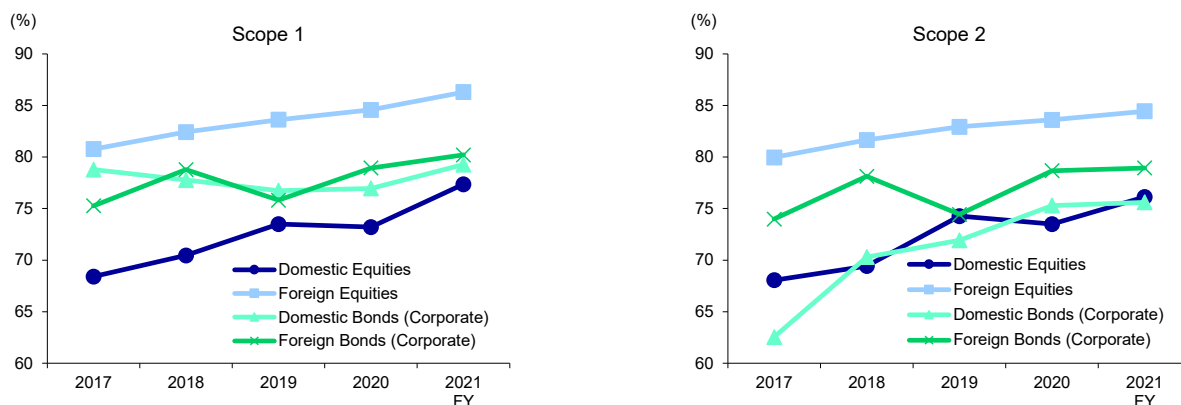 (%)
Scope 1
90
85
80
75
70
65
60
Domestic Equities
Foreign Equities
Domestic Bonds (Corporate)
Foreign Bonds (Corporate)
2017 2018 2019 2020 2021
FY
(%)
Scope 2
90
85
80
75
70
65
60
Domestic Equities
Foreign Equities
Domestic Bonds (Corporate)
Foreign Bonds (Corporate)
2017 2018 2019 2020 2021
FY